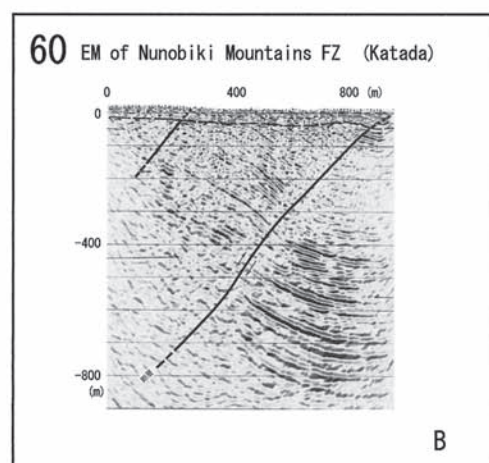 60 EM of Nunobiki Mountains FZ (Katada)
0 400 800 (m)
0
-400
-800
(m)
B